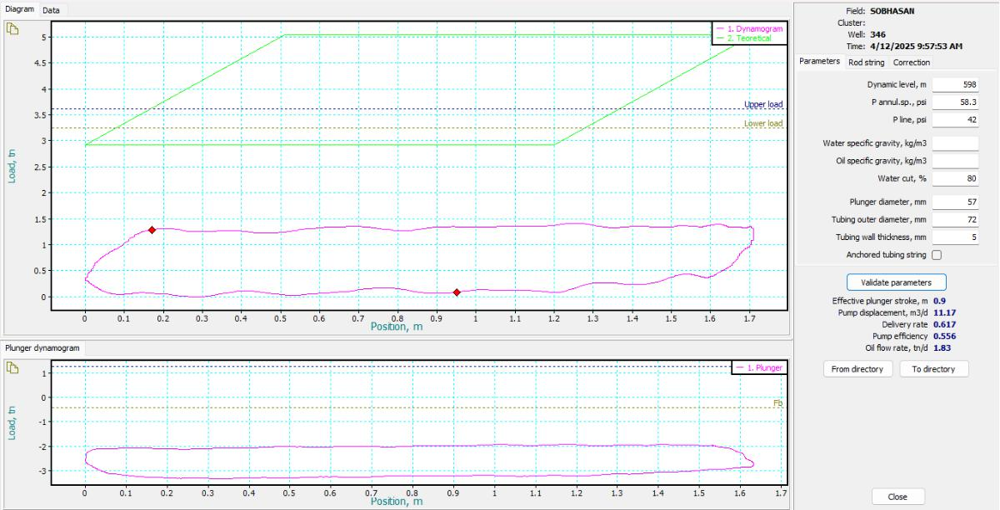 Diagram Data
1. Dynamogram
2. Teoretical
Upper load
Lower load
Load, tn
5
4.5
4
3.5
3
2.5
2
1.5
1
0.5
0
0 0.1 0.2 0.3 0.4 0.5 0.6 0.7 0.8 0.9 1 1.1 1.2 1.3 1.4 1.5 1.6 1.7
Position, m
Plunger dynamogram
1. Plunger
Fb
Load, tn
1
0
-1
-2
-3
0 0.1 0.2 0.3 0.4 0.5 0.6 0.7 0.8 0.9 1 1.1 1.2 1.3 1.4 1.5 1.6 1.7
Position, m
Field: SOBHASAN
Cluster:
Well: 346
Time: 4/12/2025 9:57:53 AM
Parameters Rod string Correction
Dynamic level, m 598
P annul.sp., psi 58.3
P line, psi 42
Water specific gravity, kg/m3
Oil specific gravity, kg/m3
Water cut, % 80
Plunger diameter, mm 57
Tubing outer diameter, mm 72
Tubing wall thickness, mm 5
Anchored tubing string
Validate parameters
Effective plunger stroke, m 0.9
Pump displacement, m3/d 11.17
Delivery rate 0.617
Pump efficiency 0.556
Oil flow rate, tn/d 1.83
From directory To directory
Close